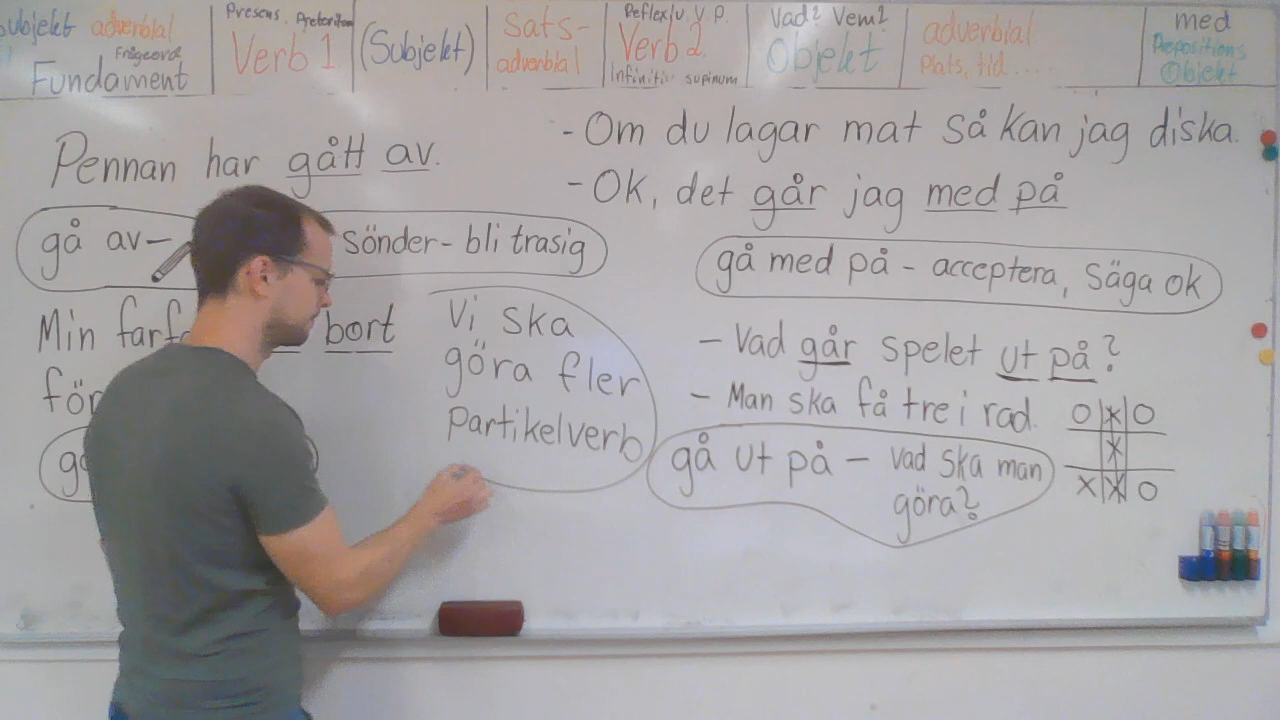 Subjekt adverbial
Frågeord
Fundament
Presens, Preteritum
Verb 1
(Subjekt)
Sats-
adverbial
Reflexiv. V. P.
Verb 2
Infinitiv supinum
Vad? Vem?
Objekt
adverbial
Plats, tid....
med
Prepositions
Objekt
Pennan har gått av.
gå av- sönder - bli trasig
Min farf bort
för
Vi ska
göra fler
Partikelverb
- Om du lagar mat så kan jag diska.
- OK, det går jag med på
gå med på - acceptera, säga ok
- Vad går spelet ut på?
- Man ska få tre i rad.
gå ut på - vad ska man
göra?
O|X|O
X
X|X|O